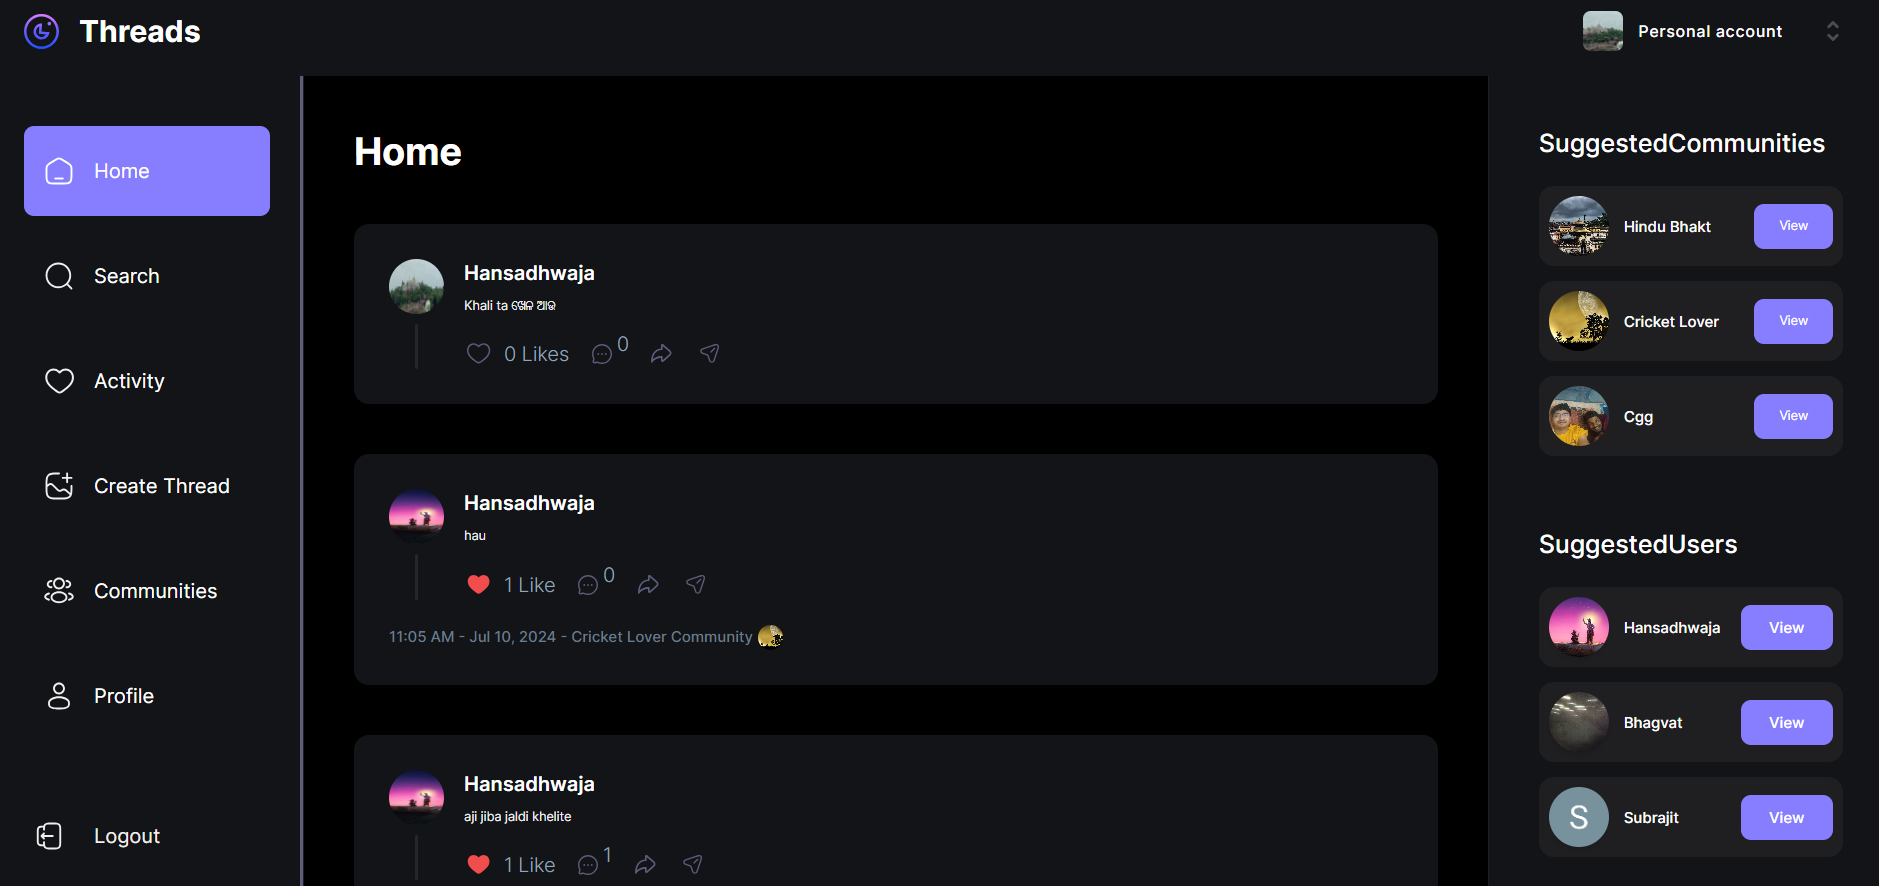 Threads
Personal account
Home
Search
Activity
Create Thread
Communities
Profile
Logout
Home
Hansadhwaja
Khali ta ଖେଳ ଆଉ
0 Likes
0
Hansadhwaja
hau
1 Like
0
11:05 AM - Jul 10, 2024 - Cricket Lover Community
Hansadhwaja
aji jiba jaldi khelite
1 Like
1
SuggestedCommunities
Hindu Bhakt
View
Cricket Lover
View
Cgg
View
SuggestedUsers
Hansadhwaja
View
Bhagvat
View
S
Subrajit
View